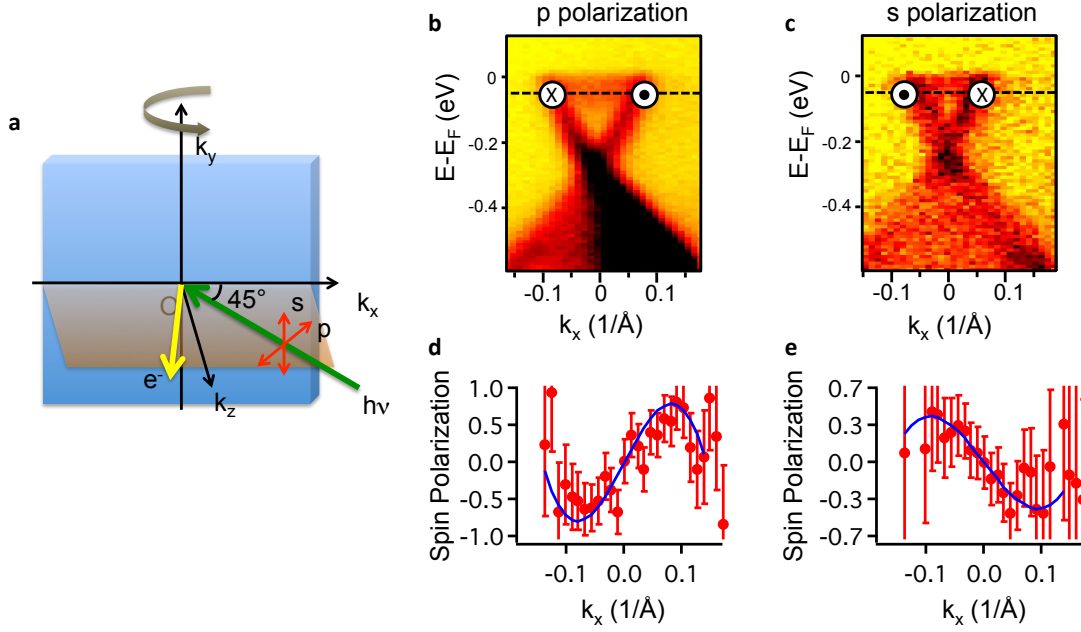 a
k_y
k_x
k_z
O
45°
s
p
e-
hν
b
p polarization
E-E_F (eV)
0
-0.2
-0.4
X
-0.1
0
0.1
k_x (1/Å)
c
s polarization
E-E_F (eV)
0
-0.2
-0.4
X
-0.1
0
0.1
k_x (1/Å)
d
Spin Polarization
1.0
0.5
0.0
-0.5
-1.0
-0.1
0.0
0.1
k_x (1/Å)
e
Spin Polarization
0.7
0.3
0.0
-0.3
-0.7
-0.1
0.0
0.1
k_x (1/Å)